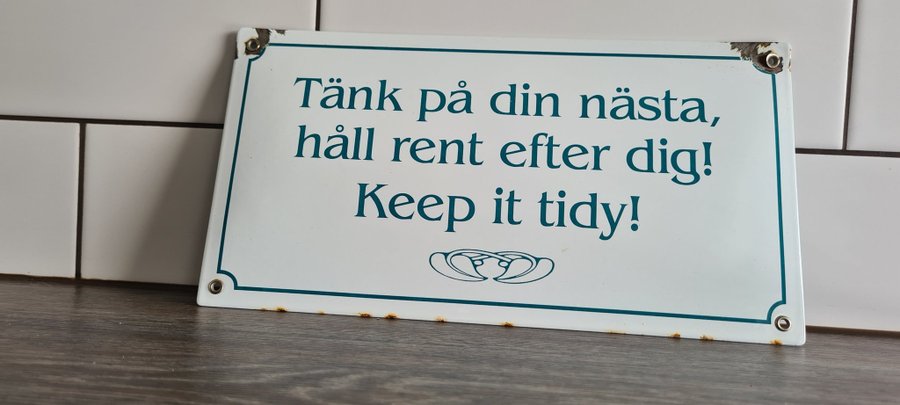 Tänk på din nästa,
håll rent efter dig!
Keep it tidy!